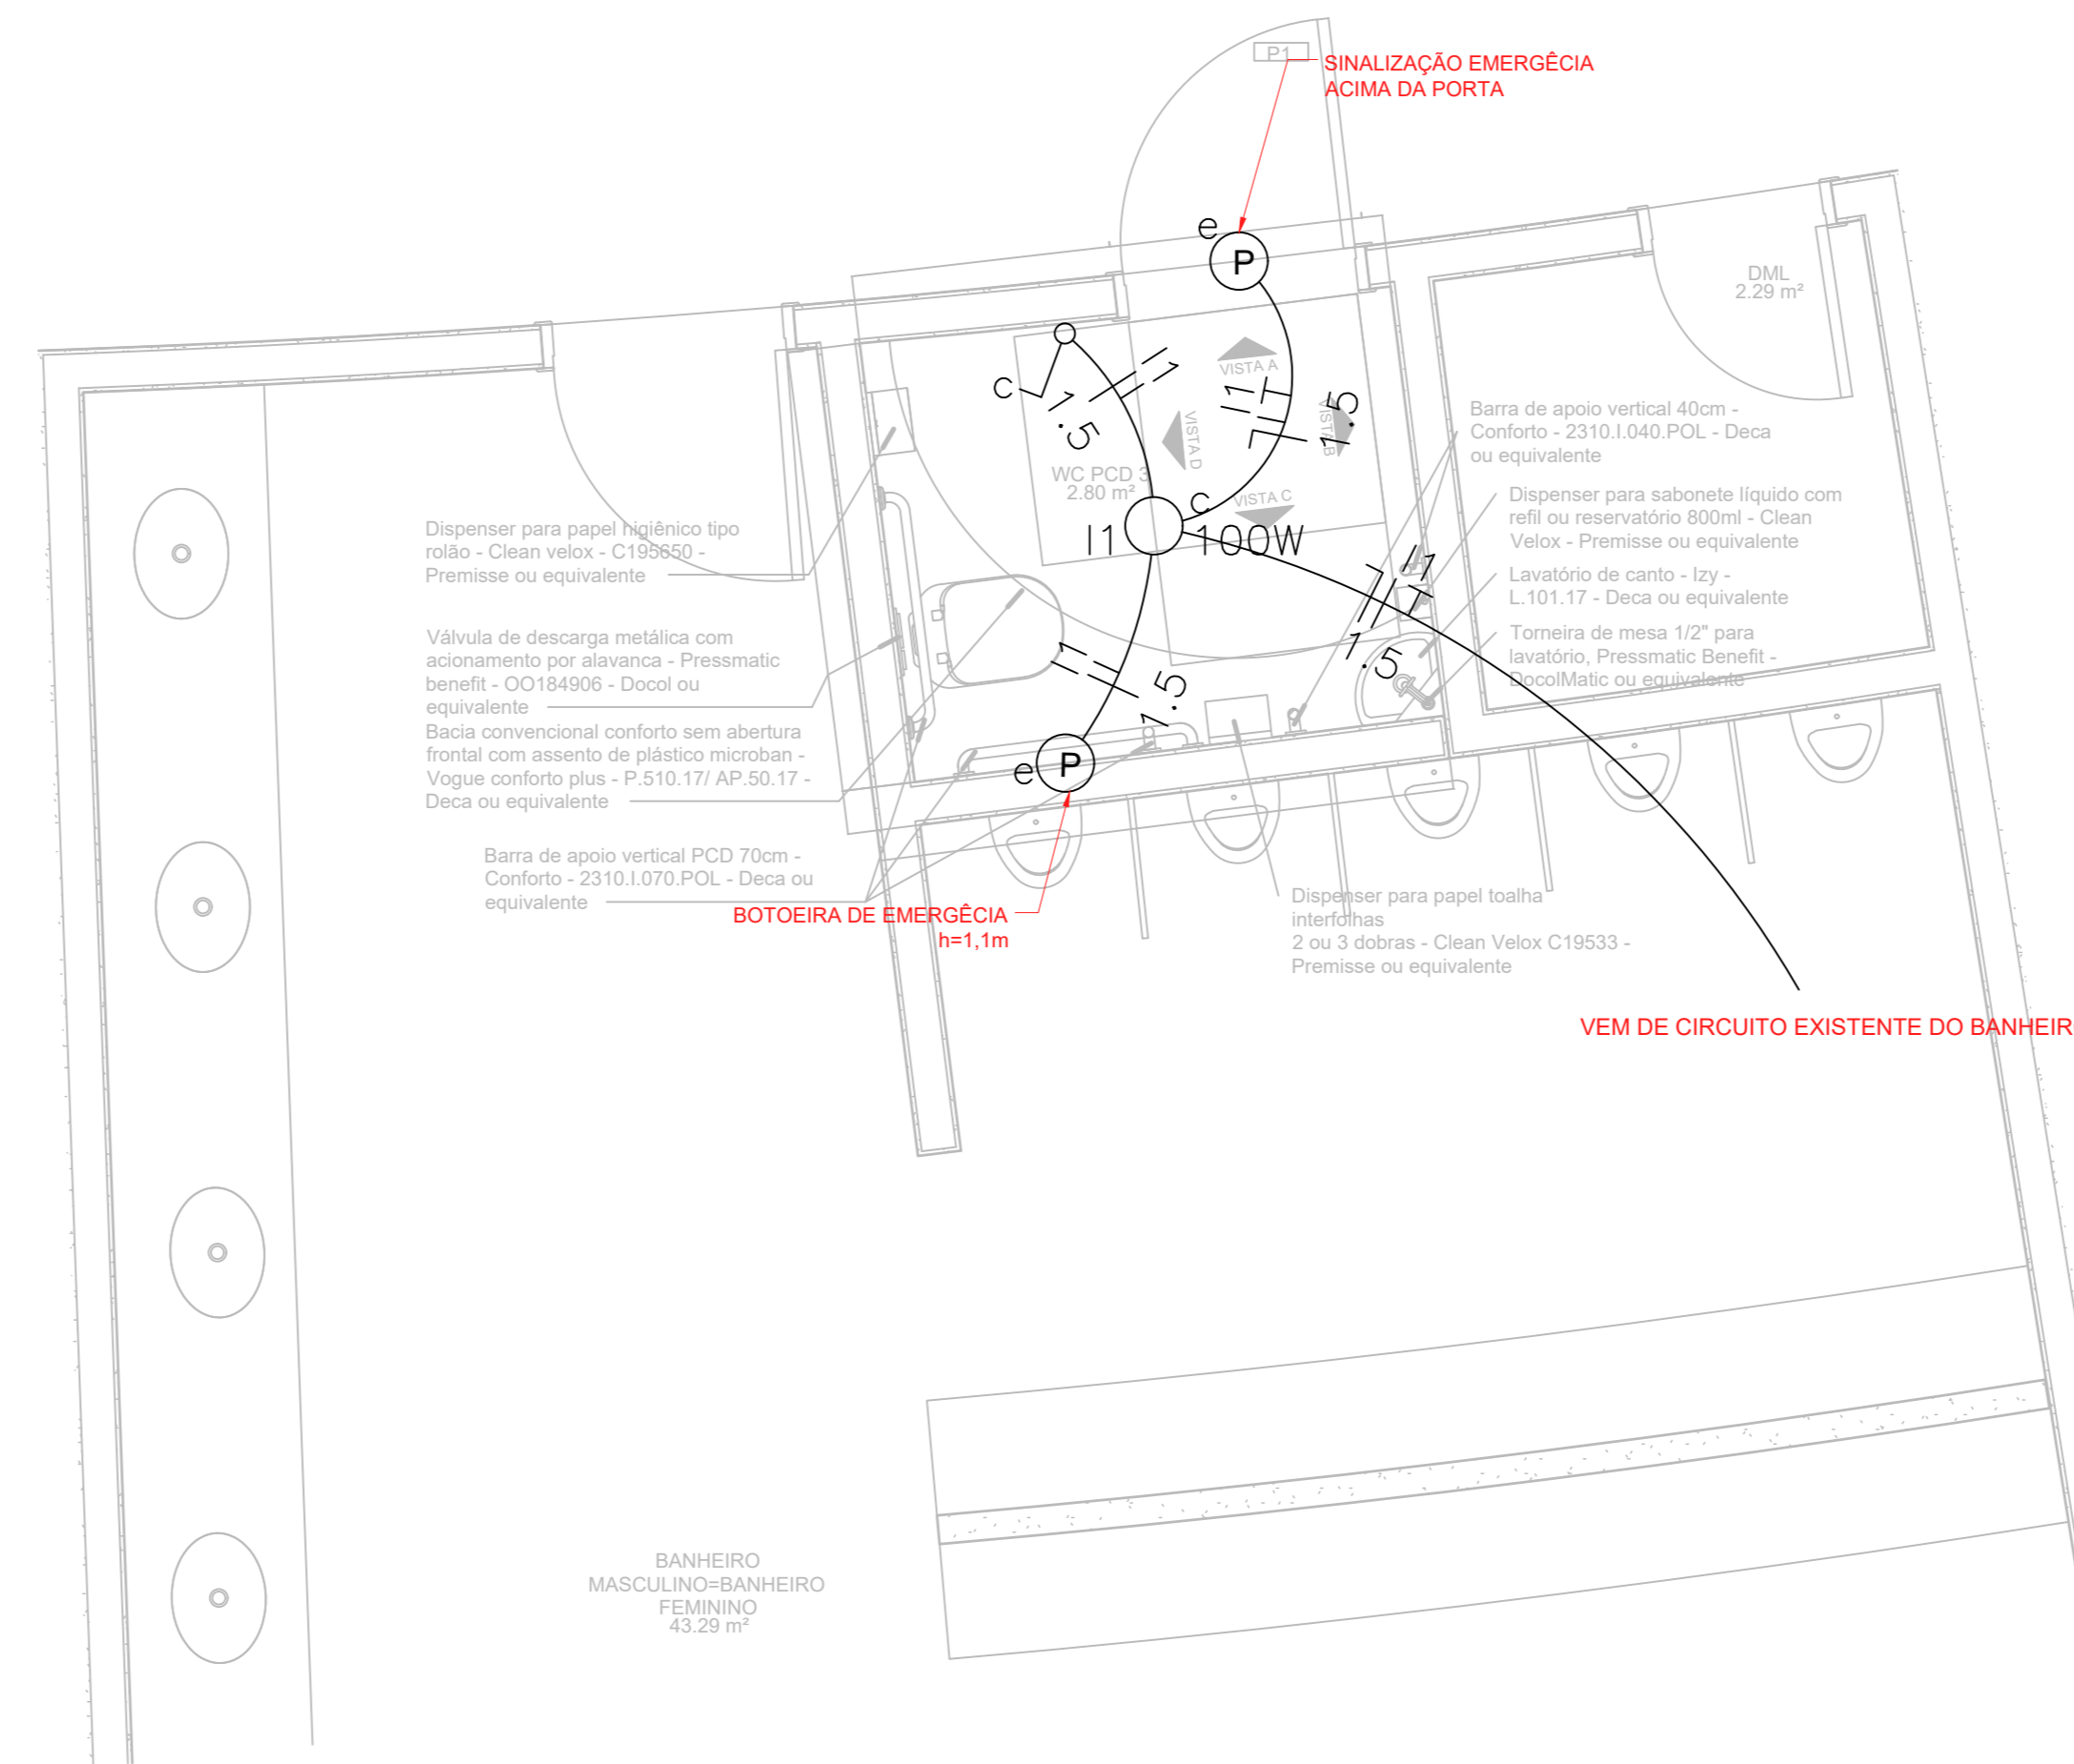 P1
SINALIZAÇÃO EMERGÊCIA
ACIMA DA PORTA
e
P
DML
2.29 m²
c
1
1.5
VISTA A
1
1.5
VISTA B
VISTA D
WC PCD 3
2.80 m²
c
VISTA C
I1
100W
Barra de apoio vertical 40cm -
Conforto - 2310.I.040.POL - Deca
ou equivalente
Dispenser para sabonete líquido com
refil ou reservatório 800ml - Clean
Velox - Premisse ou equivalente
Lavatório de canto - Izy -
L.101.17 - Deca ou equivalente
Torneira de mesa 1/2" para
lavatório, Pressmatic Benefit -
DocolMatic ou equivalente
Dispenser para papel higiênico tipo
rolão - Clean velox - C195650 -
Premisse ou equivalente
Válvula de descarga metálica com
acionamento por alavanca - Pressmatic
benefit - OO184906 - Docol ou
equivalente
Bacia convencional conforto sem abertura
frontal com assento de plástico microban -
Vogue conforto plus - P.510.17/ AP.50.17 -
Deca ou equivalente
1
1.5
1
1.5
e
P
Barra de apoio vertical PCD 70cm -
Conforto - 2310.I.070.POL - Deca ou
equivalente
BOTOEIRA DE EMERGÊCIA
h=1,1m
Dispenser para papel toalha
interfolhas
2 ou 3 dobras - Clean Velox C19533 -
Premisse ou equivalente
VEM DE CIRCUITO EXISTENTE DO BANHEIR
BANHEIRO
MASCULINO=BANHEIRO
FEMININO
43.29 m²